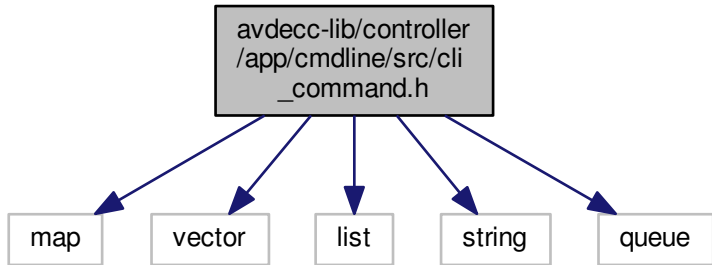 avdecc-lib/controller
/app/cmdline/src/cli
_command.h
map
vector
list
string
queue